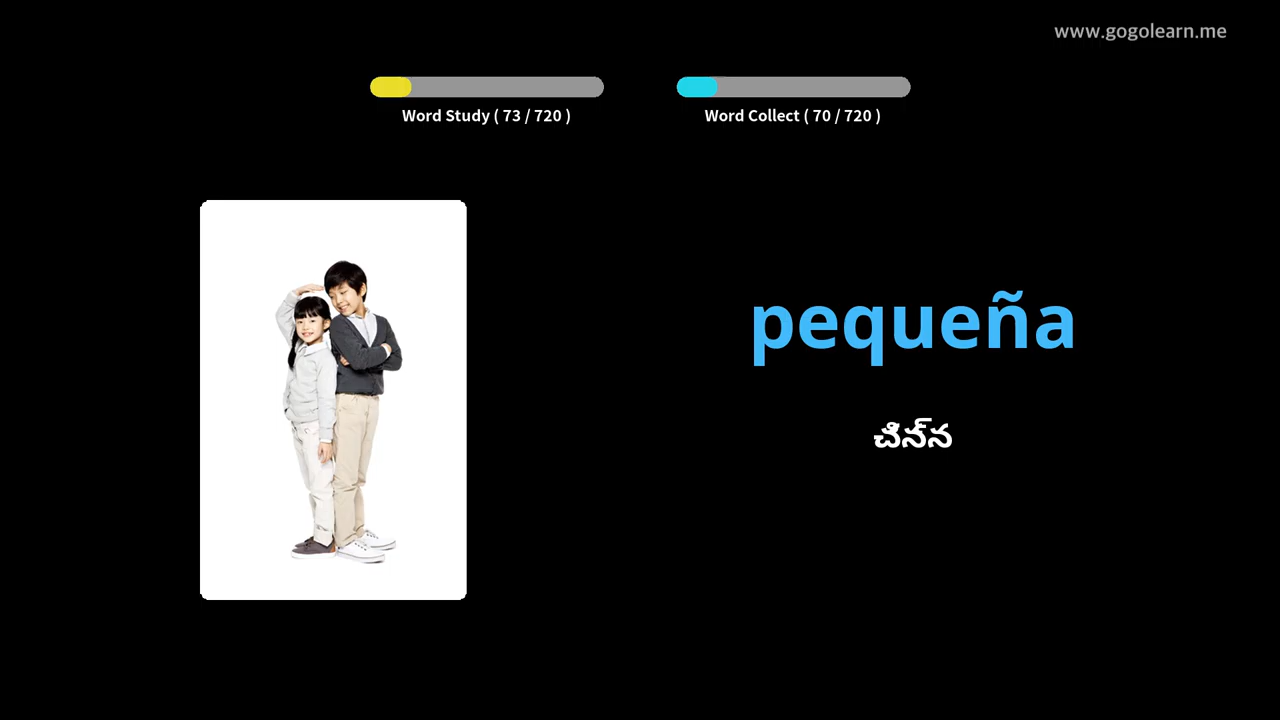 www.gogolearn.me
Word Study ( 73 / 720 )
Word Collect ( 70 / 720 )
pequeña
చిన్న